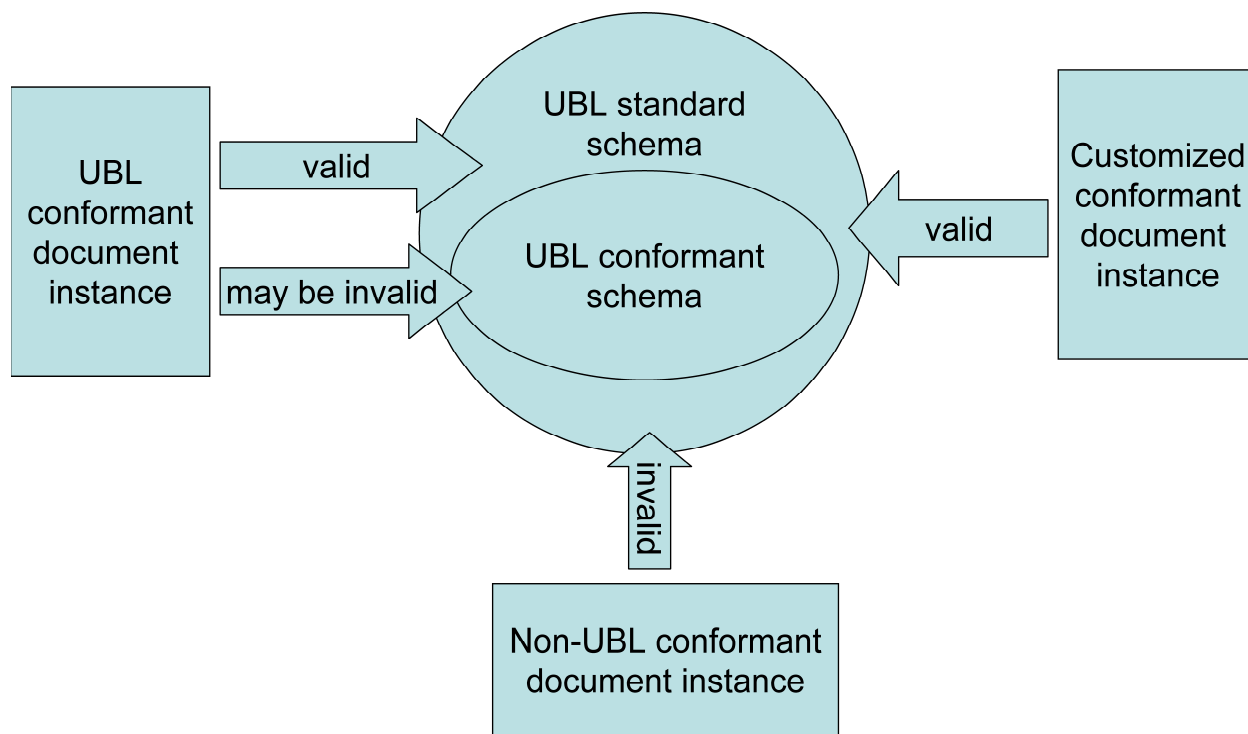 UBL
conformant
document
instance
valid
may be invalid
UBL standard
schema
UBL conformant
schema
valid
Customized
conformant
document
instance
invalid
Non-UBL conformant
document instance